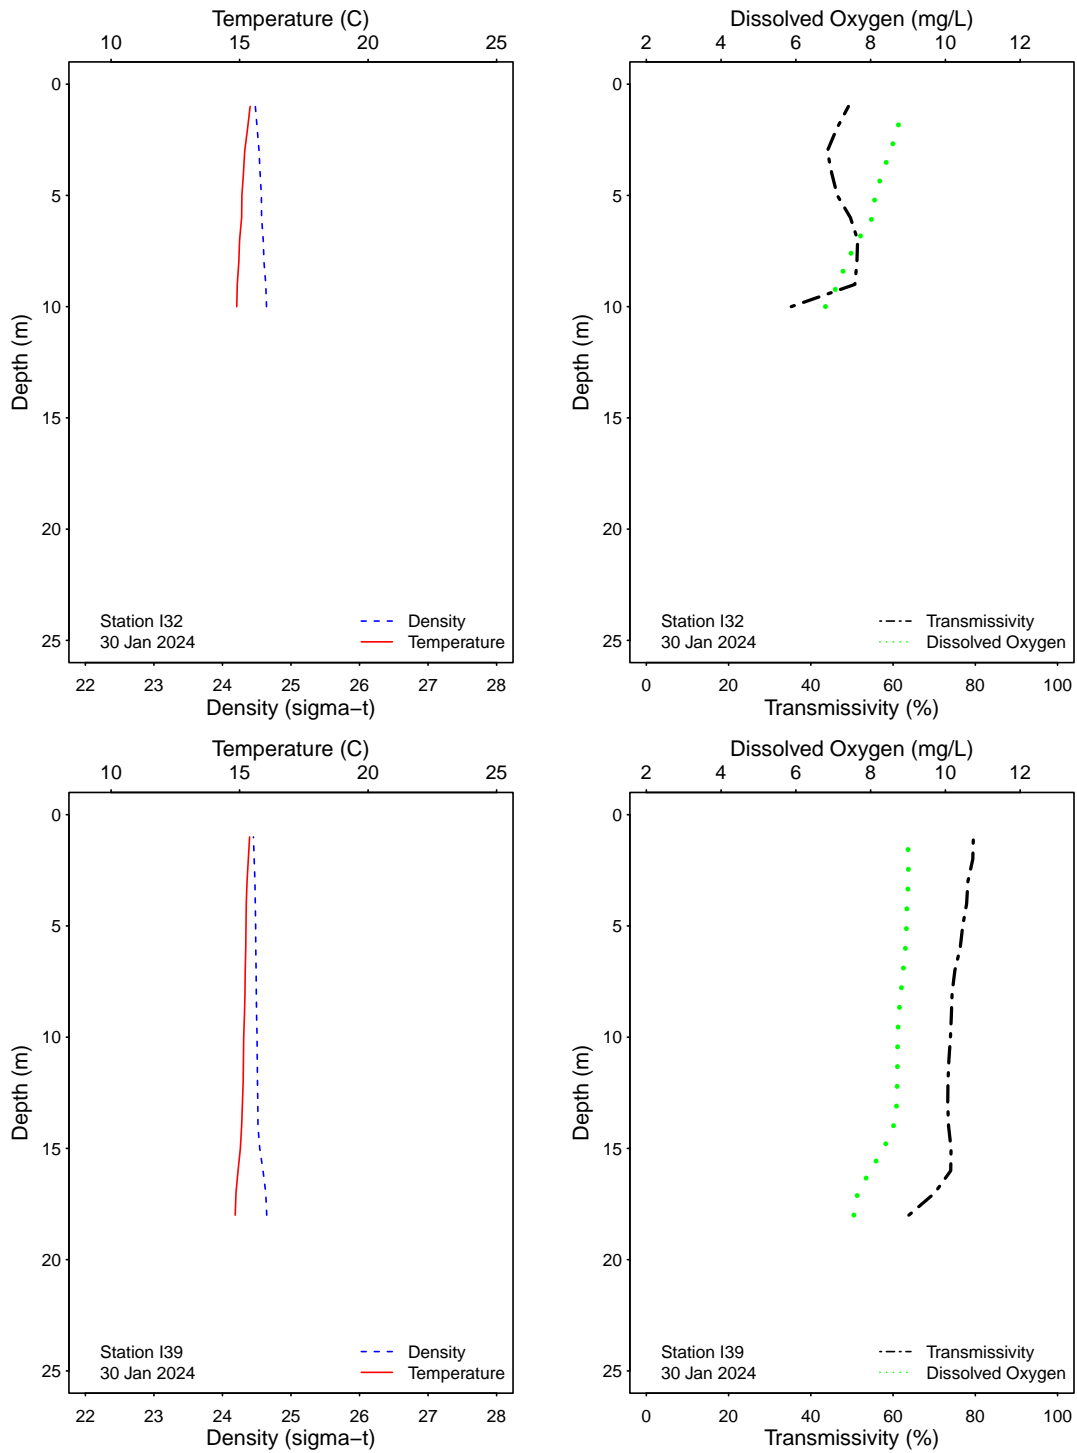 Temperature (C)
10 15 20 25
0
5
10
15
20
25
Depth (m)
Station I32
30 Jan 2024
Density
Temperature
22 23 24 25 26 27 28
Density (sigma−t)
Dissolved Oxygen (mg/L)
2 4 6 8 10 12
0
5
10
15
20
25
Depth (m)
Station I32
30 Jan 2024
Transmissivity
Dissolved Oxygen
0 20 40 60 80 100
Transmissivity (%)
Temperature (C)
10 15 20 25
0
5
10
15
20
25
Depth (m)
Station I39
30 Jan 2024
Density
Temperature
22 23 24 25 26 27 28
Density (sigma−t)
Dissolved Oxygen (mg/L)
2 4 6 8 10 12
0
5
10
15
20
25
Depth (m)
Station I39
30 Jan 2024
Transmissivity
Dissolved Oxygen
0 20 40 60 80 100
Transmissivity (%)